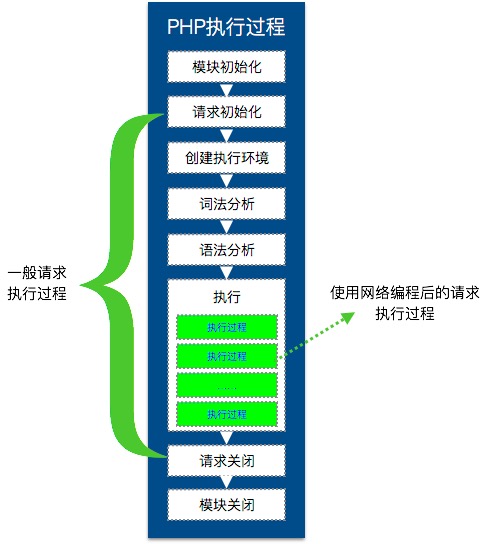 PHP执行过程
模块初始化
请求初始化
创建执行环境
词法分析
语法分析
执行
执行过程
执行过程
……
执行过程
请求关闭
模块关闭
一般请求
执行过程
使用网络编程后的请求
执行过程